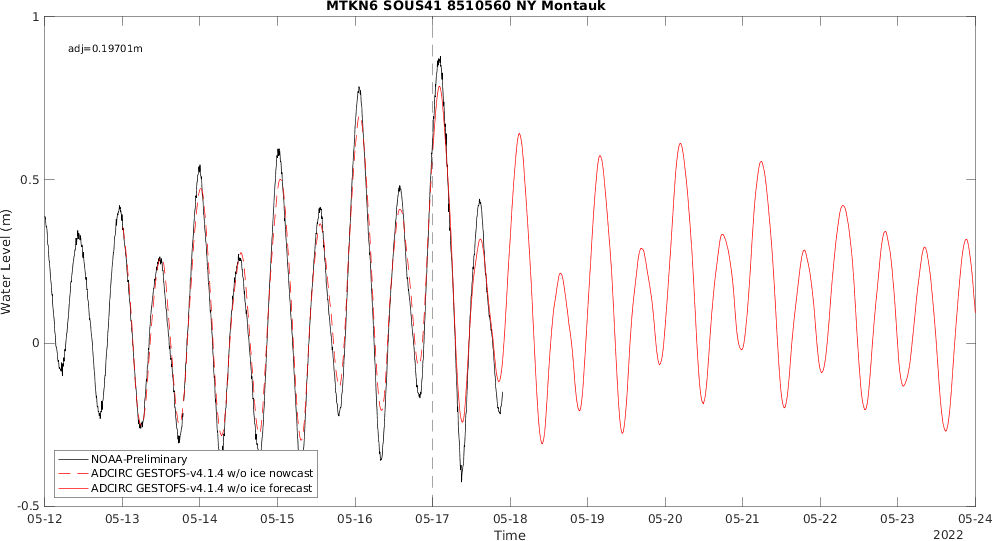 MTKN6 SOUS41 8510560 NY Montauk
adj=0.19701m
1
0.5
0
-0.5
Water Level (m)
NOAA-Preliminary
ADCIRC GESTOFS-v4.1.4 w/o ice nowcast
ADCIRC GESTOFS-v4.1.4 w/o ice forecast
05-12 05-13 05-14 05-15 05-16 05-17 05-18 05-19 05-20 05-21 05-22 05-23 05-24
Time
2022